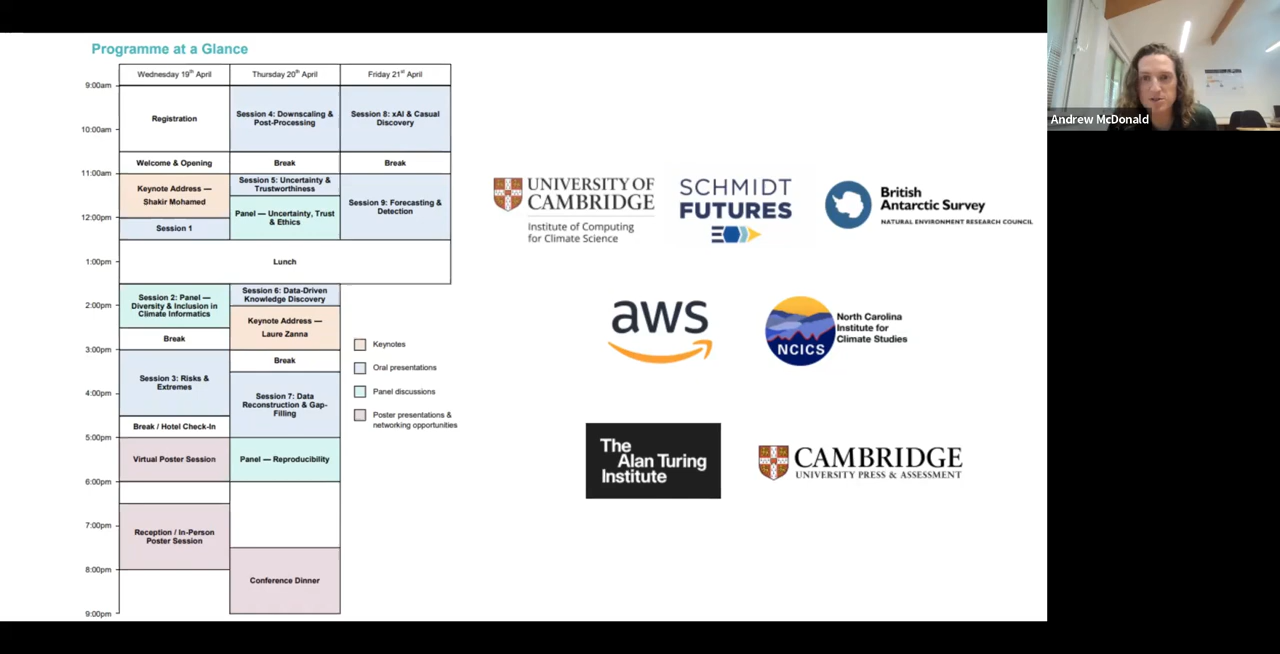 Programme at a Glance
Wednesday 19th April
Thursday 20th April
Friday 21st April
9:00am
10:00am
11:00am
12:00pm
1:00pm
2:00pm
3:00pm
4:00pm
5:00pm
6:00pm
7:00pm
8:00pm
9:00pm
Registration
Welcome & Opening
Keynote Address —
Shakir Mohamed
Session 1
Session 4: Downscaling &
Post-Processing
Break
Session 5: Uncertainty &
Trustworthiness
Panel — Uncertainty, Trust
& Ethics
Session 8: xAI & Casual
Discovery
Break
Session 9: Forecasting &
Detection
Lunch
Session 2: Panel —
Diversity & Inclusion in
Climate Informatics
Break
Session 3: Risks &
Extremes
Break / Hotel Check-In
Virtual Poster Session
Reception / In-Person
Poster Session
Session 6: Data-Driven
Knowledge Discovery
Keynote Address —
Laure Zanna
Break
Session 7: Data
Reconstruction & Gap-
Filling
Panel — Reproducibility
Conference Dinner
Keynotes
Oral presentations
Panel discussions
Poster presentations &
networking opportunities
UNIVERSITY OF
CAMBRIDGE
Institute of Computing
for Climate Science
SCHMIDT
FUTURES
British
Antarctic Survey
NATURAL ENVIRONMENT RESEARCH COUNCIL
aws
NCICS
North Carolina
Institute for
Climate Studies
The
Alan Turing
Institute
CAMBRIDGE
UNIVERSITY PRESS & ASSESSMENT
Andrew McDonald